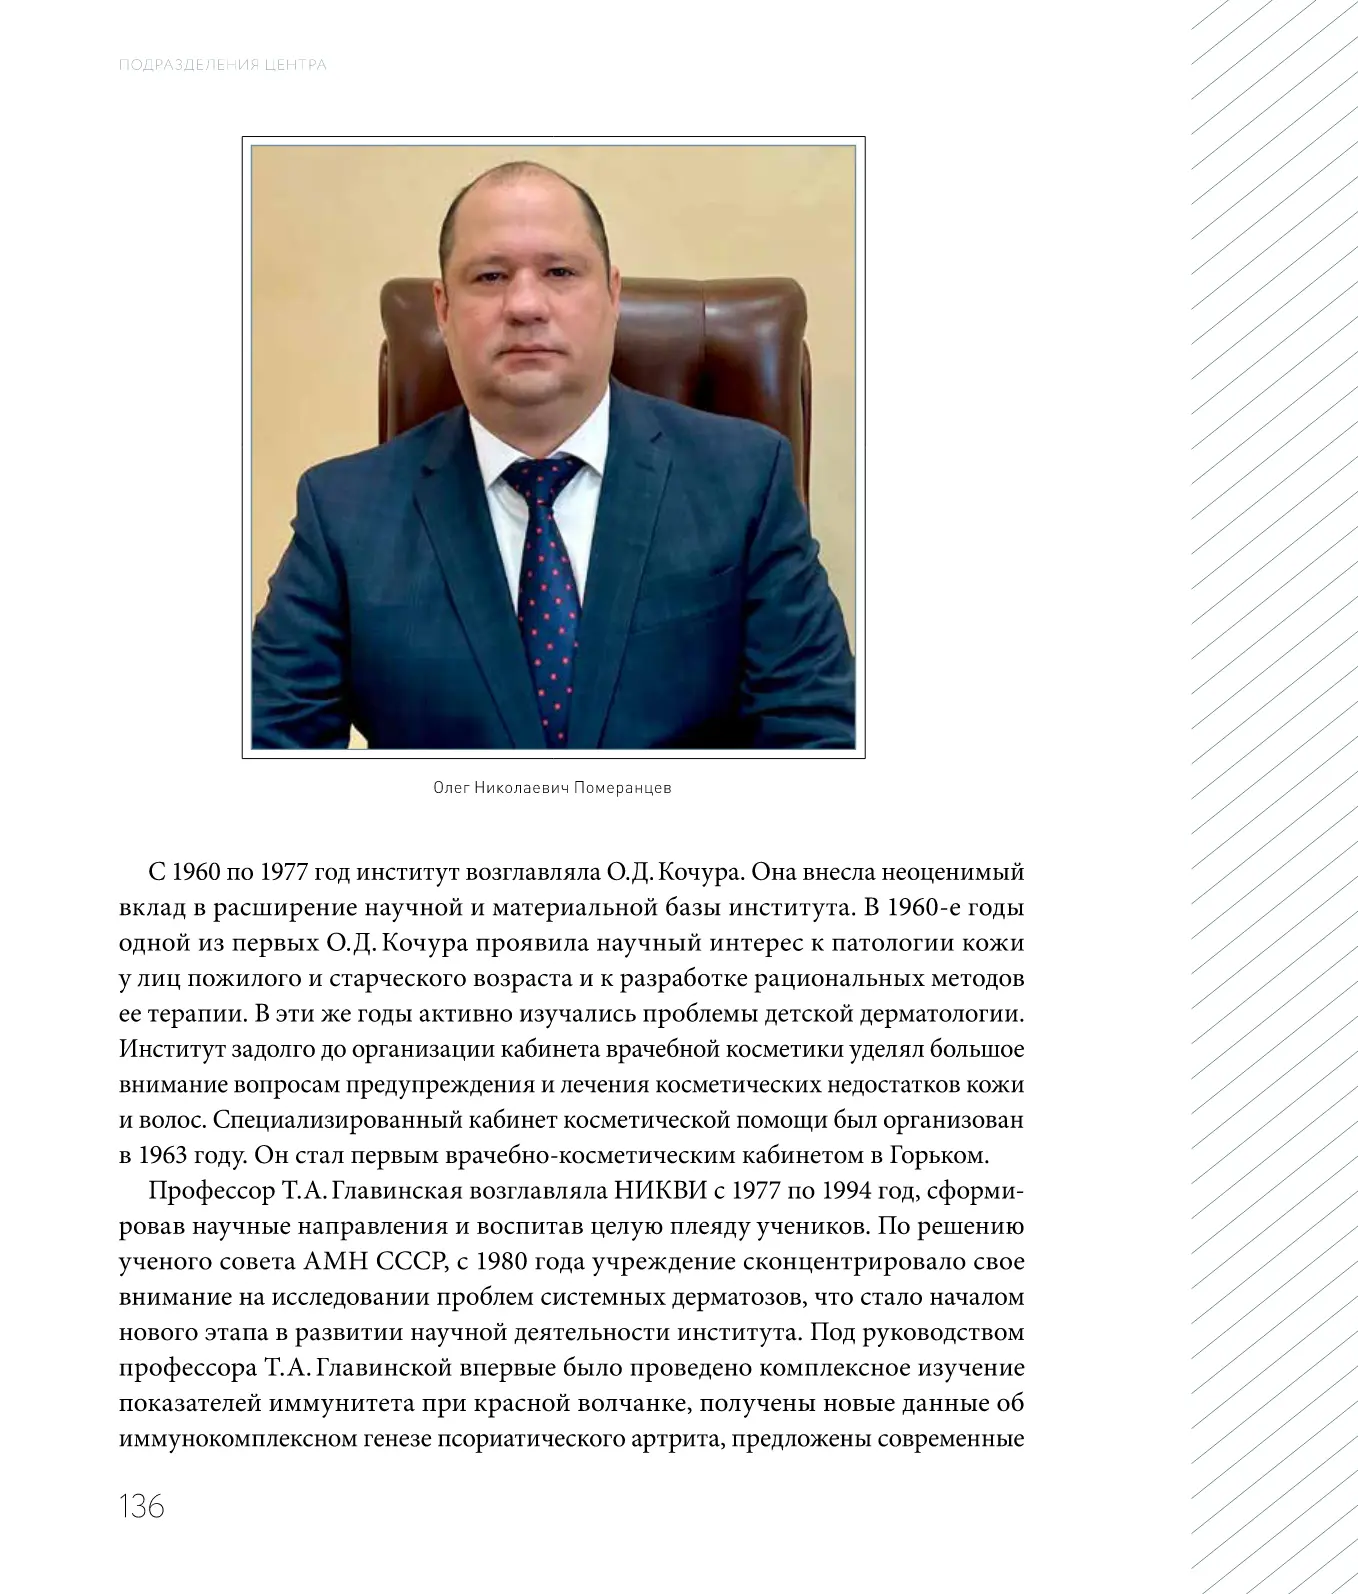 ПОДРАЗДЕЛЕНИЯ ЦЕНТРА
Олег Николаевич Померанцев
С 1960 по 1977 год институт возглавляла О.Д. Кочура. Она внесла неоценимый
вклад в расширение научной и материальной базы института. В 1960-е годы
одной из первых О.Д. Кочура проявила научный интерес к патологии кожи
у лиц пожилого и старческого возраста и к разработке рациональных методов
ее терапии. В эти же годы активно изучались проблемы детской дерматологии.
Институт задолго до организации кабинета врачебной косметики уделял большое
внимание вопросам предупреждения и лечения косметических недостатков кожи
и волос. Специализированный кабинет косметической помощи был организован
в 1963 году. Он стал первым врачебно-косметическим кабинетом в Горьком.
Профессор Т.А. Главинская возглавляла НИКВИ с 1977 по 1994 год, сформи-
ровав научные направления и воспитав целую плеяду учеников. По решению
ученого совета АМН СССР, с 1980 года учреждение сконцентрировало свое
внимание на исследовании проблем системных дерматозов, что стало началом
нового этапа в развитии научной деятельности института. Под руководством
профессора Т.А. Главинской впервые было проведено комплексное изучение
показателей иммунитета при красной волчанке, получены новые данные об
иммунокомплексном генезе псориатического артрита, предложены современные
136